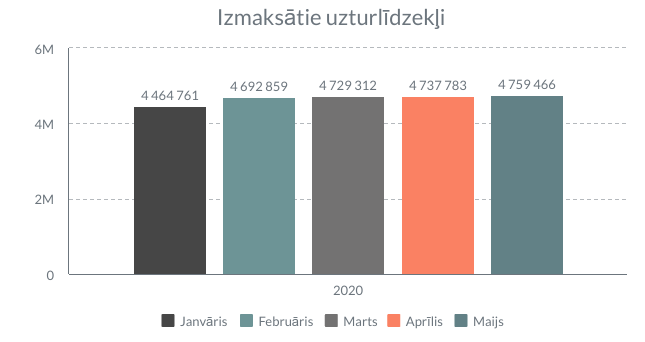 Izmaksātie uzturlīdzekļi
6M
4M
2M
0
4 464 761
4 692 859
4 729 312
4 737 783
4 759 466
2020
Janvāris Februāris Marts Aprīlis Maijs